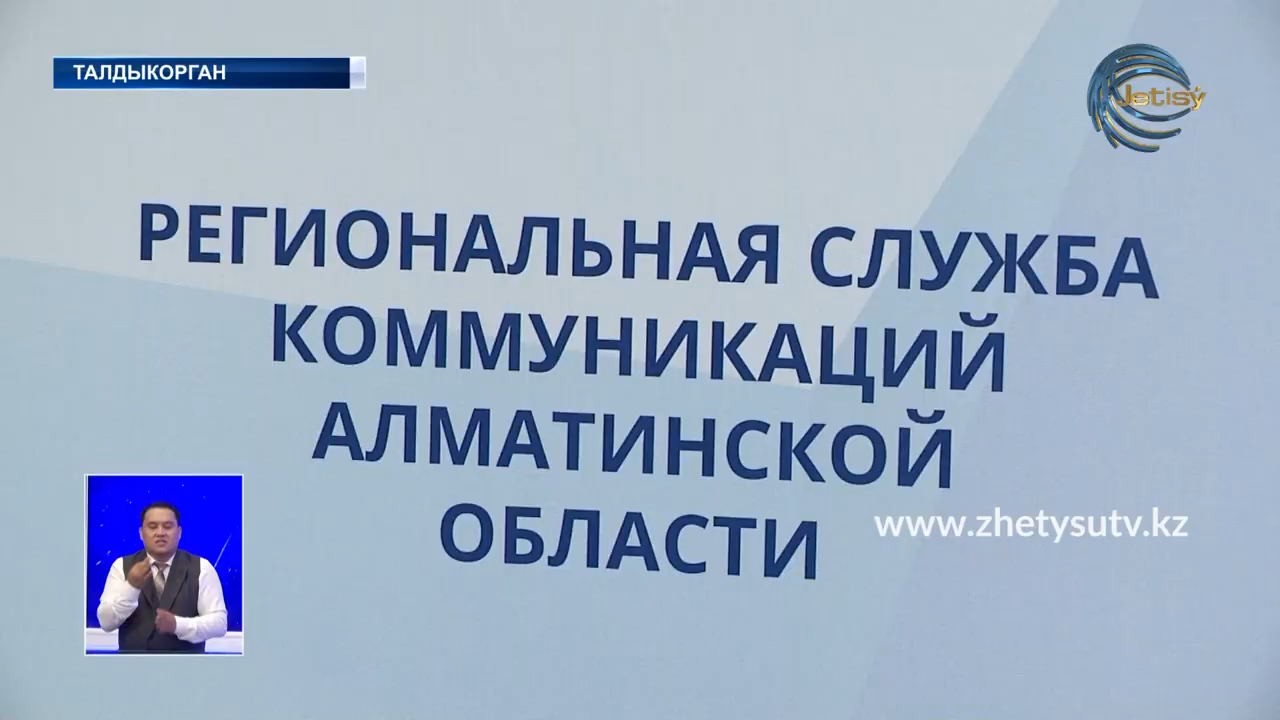 ТАЛДЫКОРГАН
Jetisý
РЕГИОНАЛЬНАЯ СЛУЖБА
КОММУНИКАЦИЙ
АЛМАТИНСКОЙ
ОБЛАСТИ
www.zhetysutv.kz